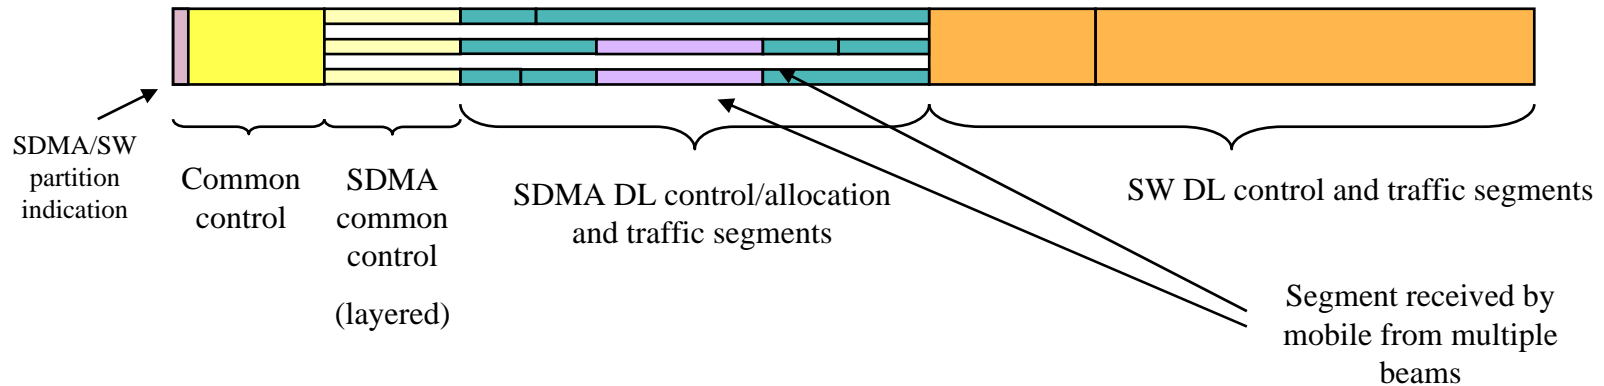 SDMA/SW
partition
indication
Common
control
SDMA
common
control
(layered)
SDMA DL control/allocation
and traffic segments
SW DL control and traffic segments
Segment received by
mobile from multiple
beams